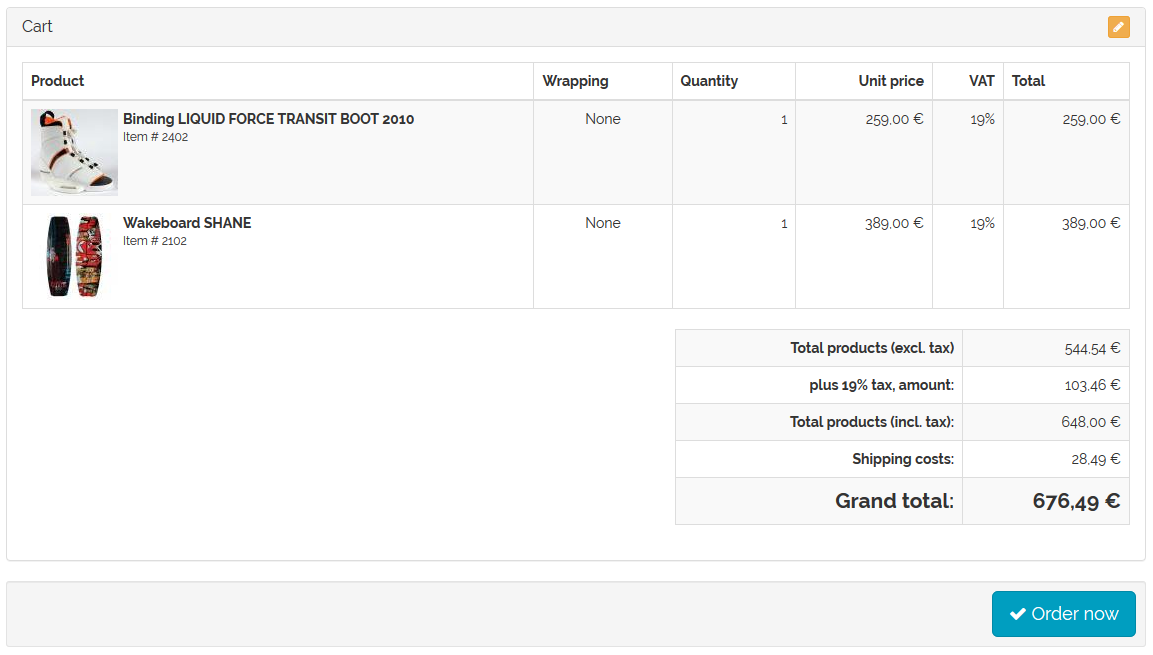 Cart
Product Wrapping Quantity Unit price VAT Total
Binding LIQUID FORCE TRANSIT BOOT 2010 None 1 259,00 € 19% 259,00 €
Item # 2402
Wakeboard SHANE None 1 389,00 € 19% 389,00 €
Item # 2102
Total products (excl. tax) 544,54 €
plus 19% tax, amount: 103,46 €
Total products (incl. tax): 648,00 €
Shipping costs: 28,49 €
Grand total: 676,49 €
Order now